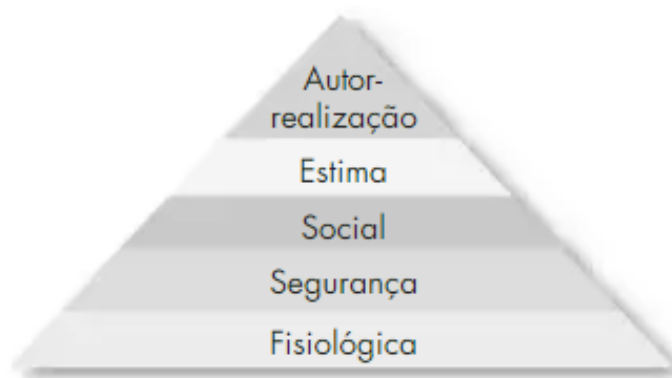 Autor-
realização
Estima
Social
Segurança
Fisiológica